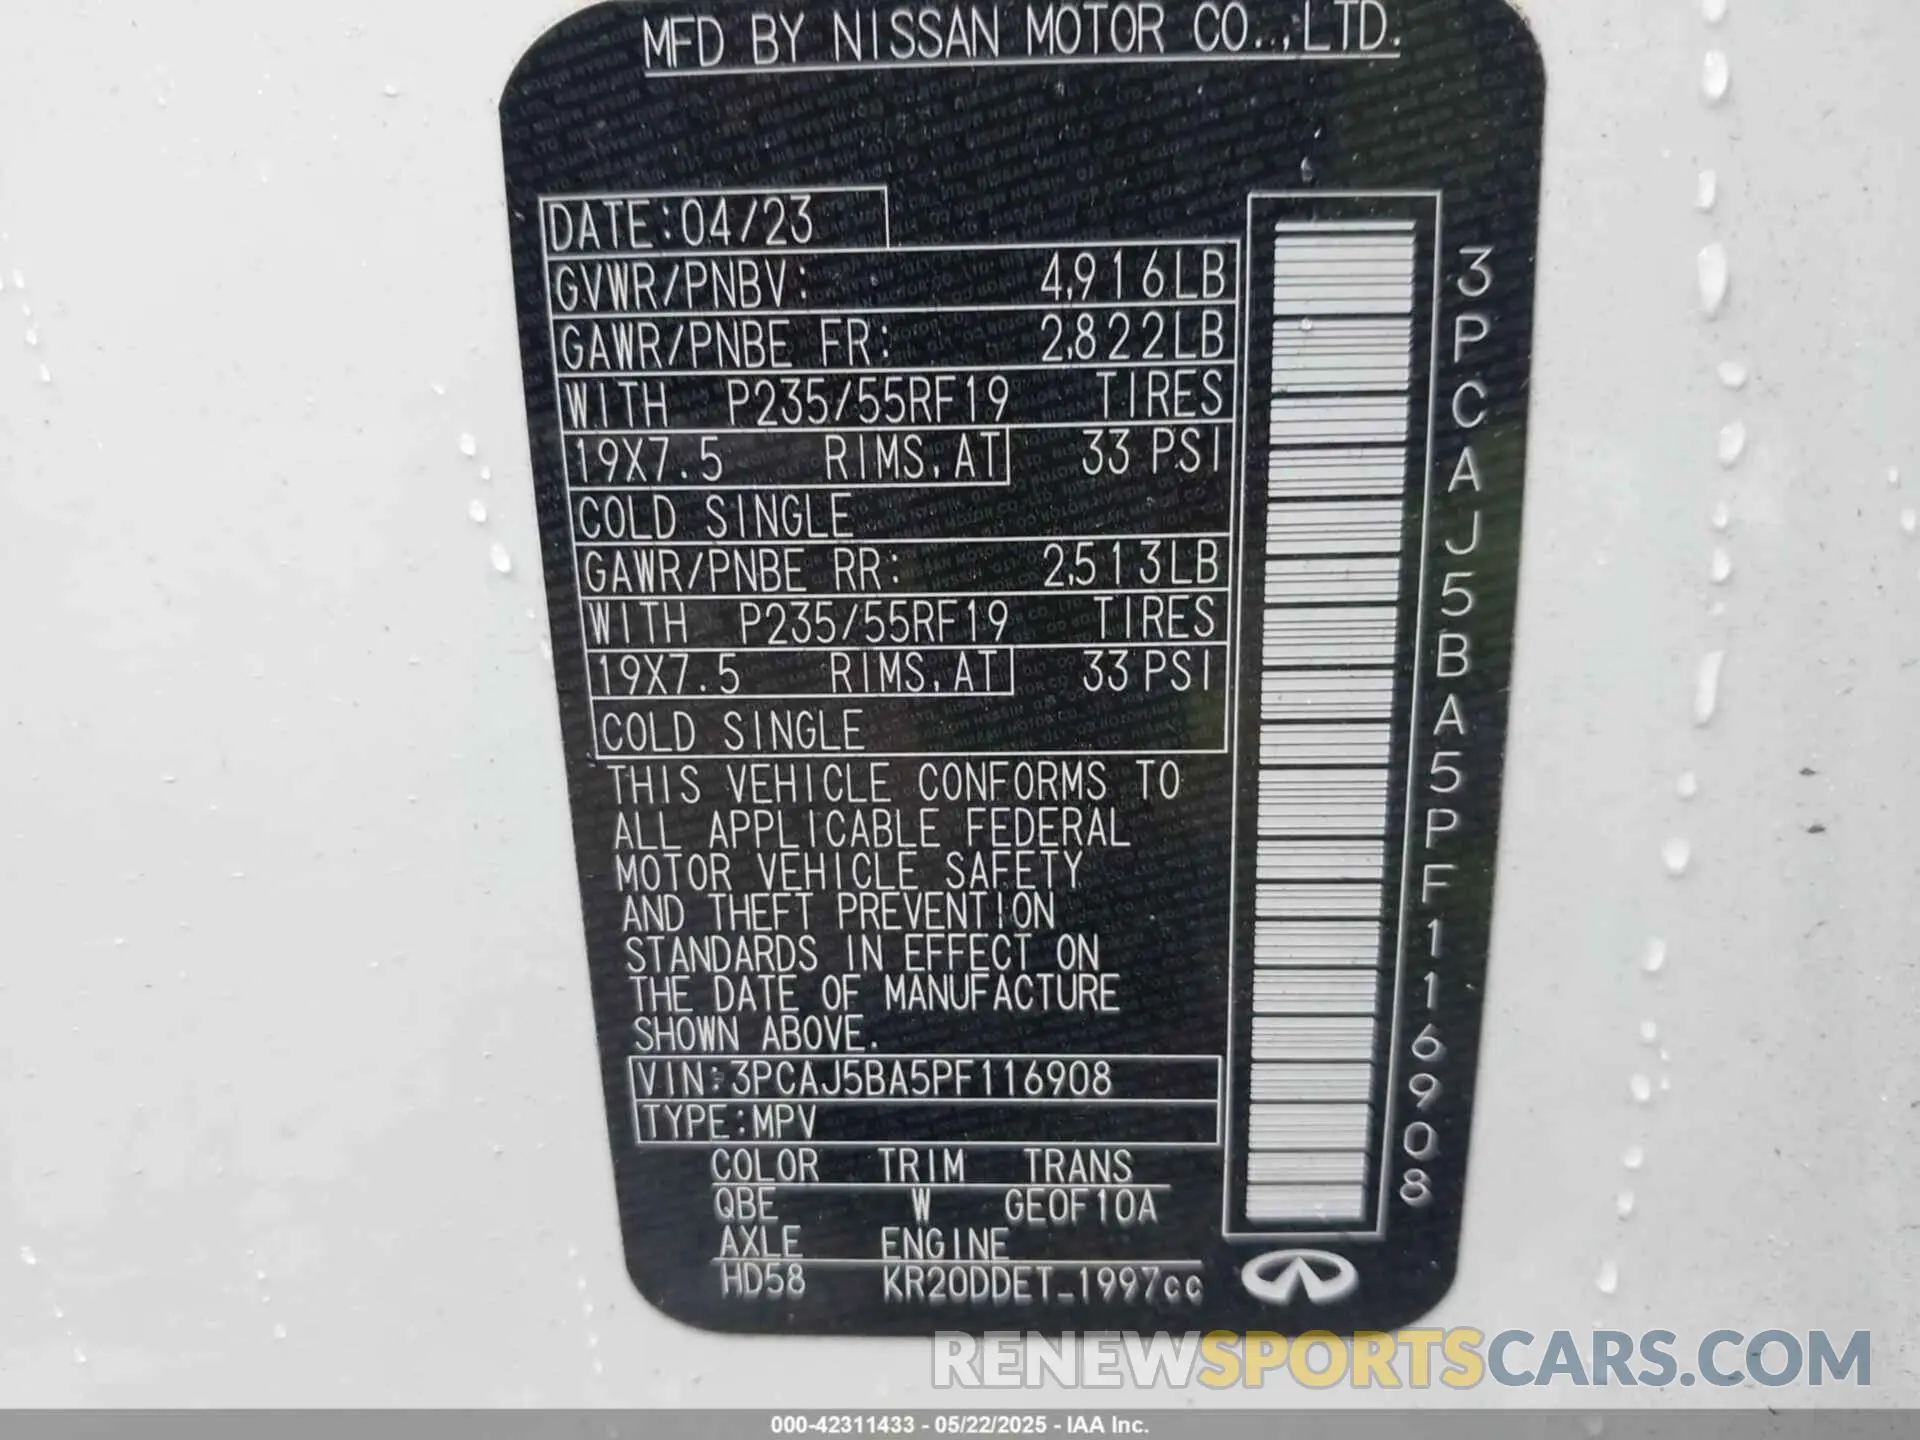 MFD BY NISSAN MOTOR CO.,LTD.
DATE:04/23
GVWR/PNBV: 4,916LB
GAWR/PNBE FR: 2,822LB
WITH P235/55RF19 TIRES
19X7.5 RIMS,AT 33 PSI
COLD SINGLE
GAWR/PNBE RR: 2,513LB
WITH P235/55RF19 TIRES
19X7.5 RIMS,AT 33 PSI
COLD SINGLE
THIS VEHICLE CONFORMS TO
ALL APPLICABLE FEDERAL
MOTOR VEHICLE SAFETY
AND THEFT PREVENTION
STANDARDS IN EFFECT ON
THE DATE OF MANUFACTURE
SHOWN ABOVE.
VIN:3PCAJ5BA5PF116908
TYPE:MPV
COLOR TRIM TRANS
QBE W GE0F10A
AXLE ENGINE
HD58 KR20DDET_1997cc
3PCAJ5BA5PF116908
RENEWSPORTSCARS.COM
000-42311433 - 05/22/2025 - IAA Inc.